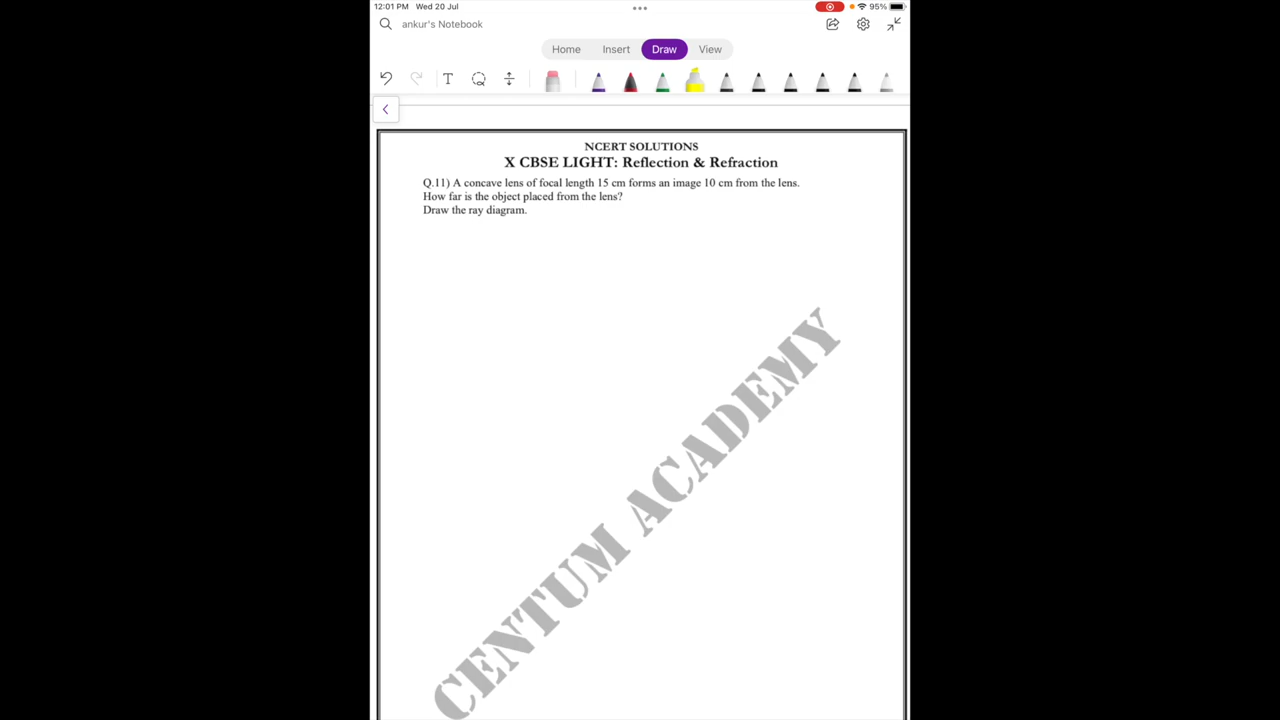 12:01 PM Wed 20 Jul
95%
ankur's Notebook
Home Insert Draw View
T
NCERT SOLUTIONS
X CBSE LIGHT: Reflection & Refraction
Q.11) A concave lens of focal length 15 cm forms an image 10 cm from the lens.
How far is the object placed from the lens?
Draw the ray diagram.
CENTUM ACADEMY